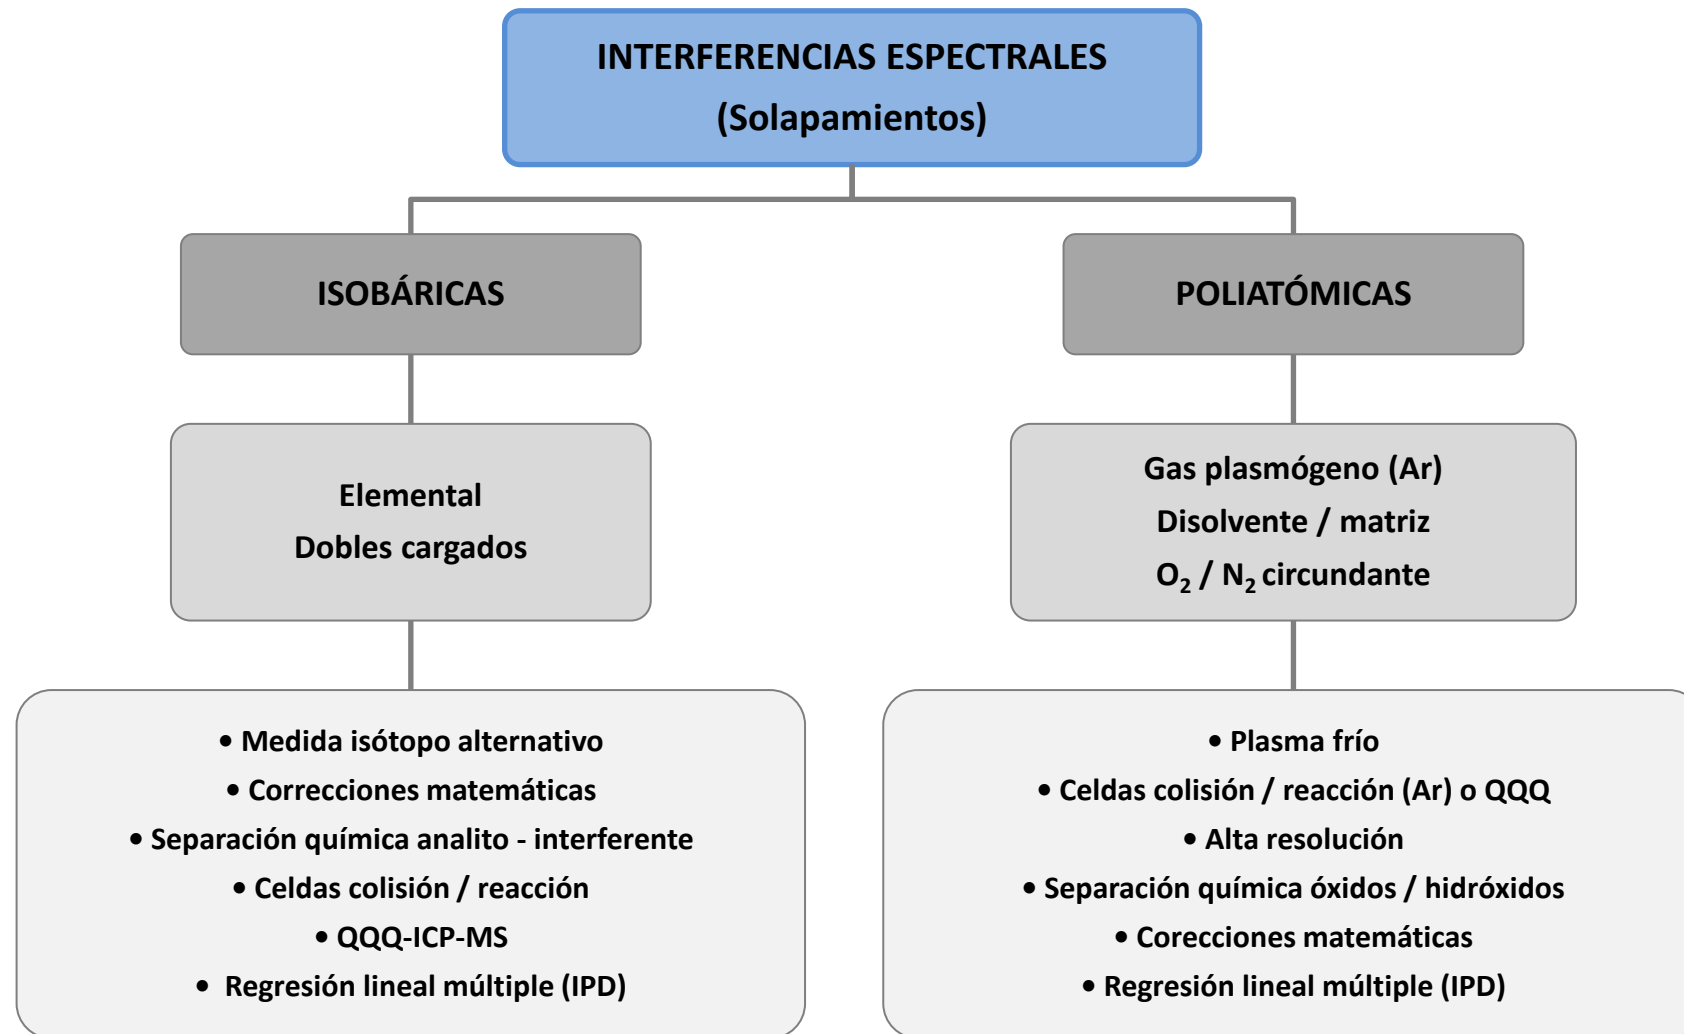 INTERFERENCIAS ESPECTRALES
(Solapamientos)
ISOBÁRICAS
POLIATÓMICAS
Elemental
Dobles cargados
Gas plasmógeno (Ar)
Disolvente / matriz
O₂ / N₂ circundante
• Medida isótopo alternativo
• Correcciones matemáticas
• Separación química analito - interferente
• Celdas colisión / reacción
• QQQ-ICP-MS
• Regresión lineal múltiple (IPD)
• Plasma frío
• Celdas colisión / reacción (Ar) o QQQ
• Alta resolución
• Separación química óxidos / hidróxidos
• Corecciones matemáticas
• Regresión lineal múltiple (IPD)